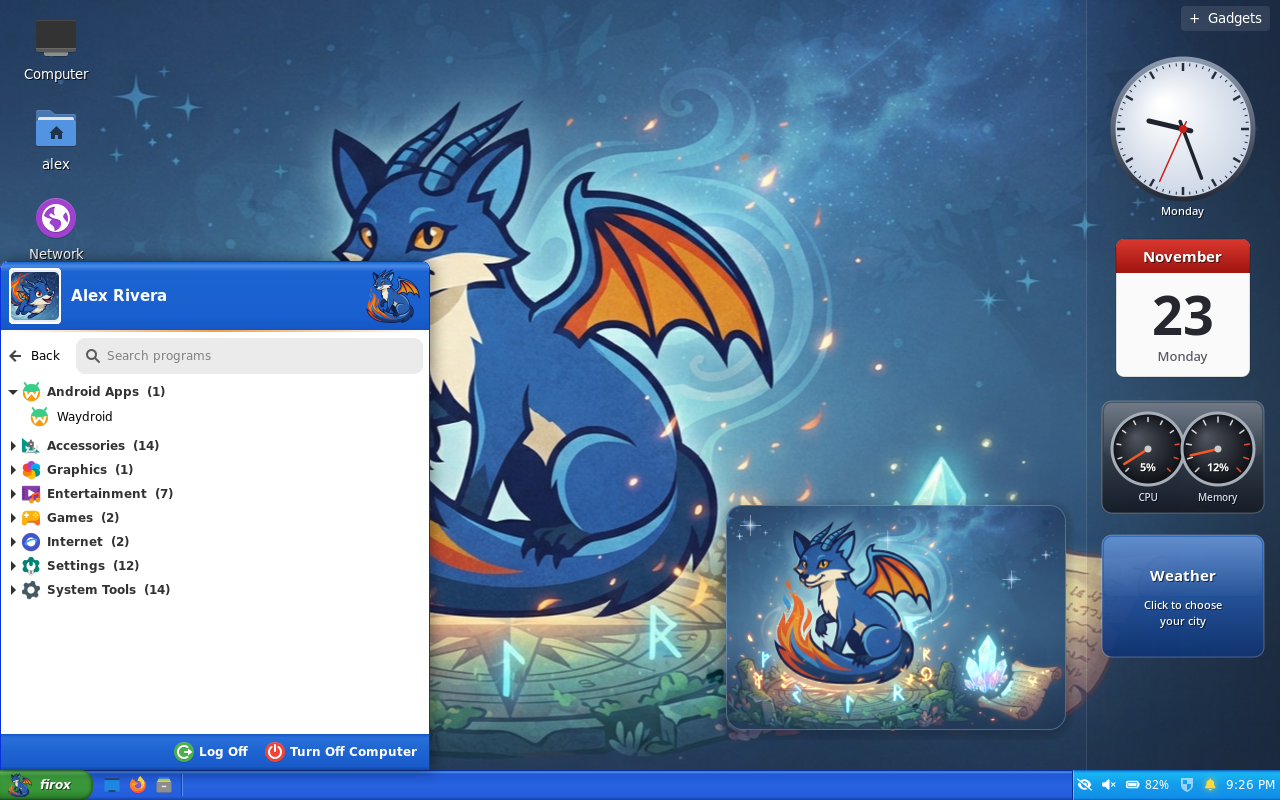 + Gadgets
Computer
alex
Network
Monday
November
23
Monday
5%
12%
CPU
Memory
Weather
Click to choose
your city
Alex Rivera
Back
Search programs
Android Apps (1)
Waydroid
Accessories (14)
Graphics (1)
Entertainment (7)
Games (2)
Internet (2)
Settings (12)
System Tools (14)
Log Off
Turn Off Computer
firox
82%
9:26 PM